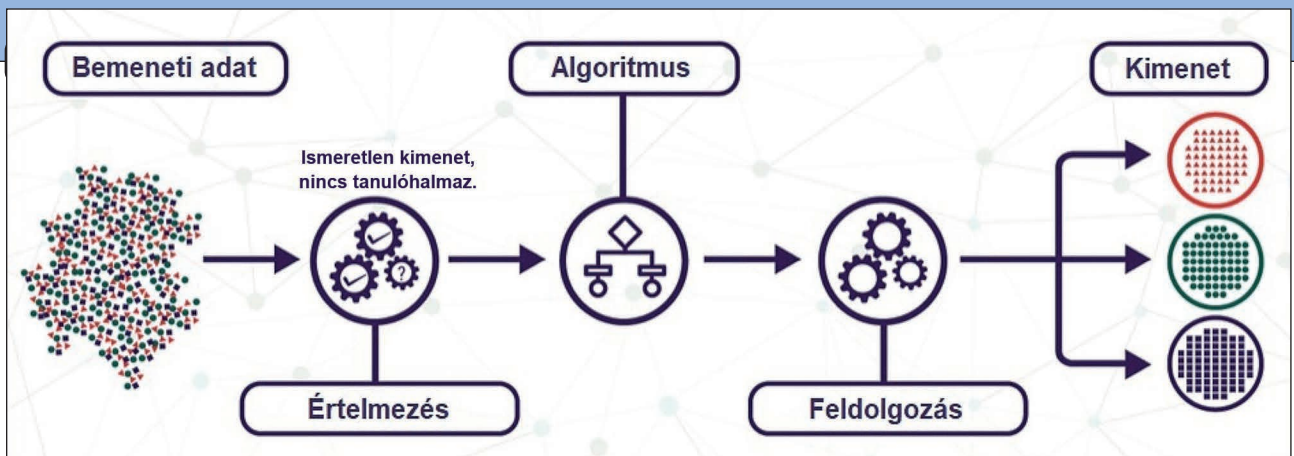 Bemeneti adat
Algoritmus
Kimenet
Ismeretlen kimenet,
nincs tanulóhalmaz.
?
Értelmezés
Feldolgozás